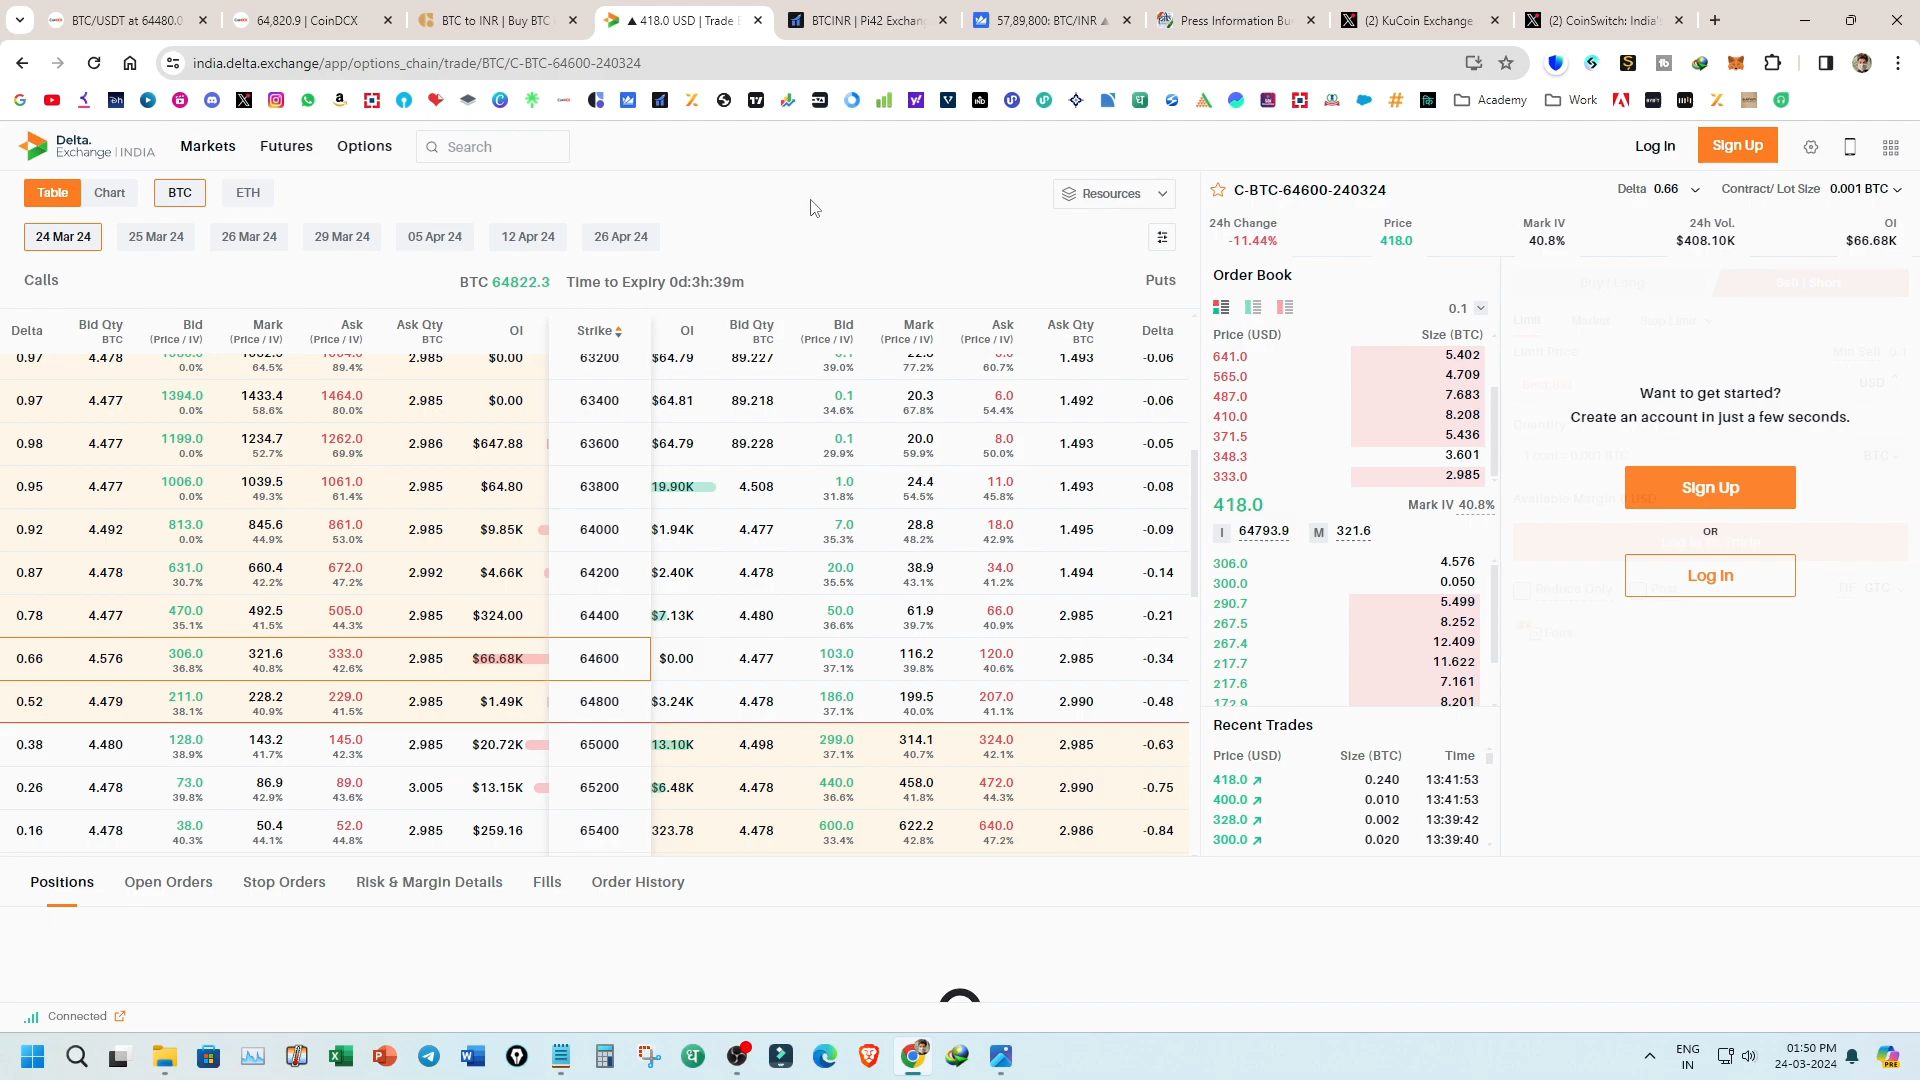 BTC/USDT at 64480.0
64,820.9 | CoinDCX
BTC to INR | Buy BTC
▲ 418.0 USD | Trade
BTCINR | Pi42 Exchan
57,89,800: BTC/INR
Press Information Bu
(2) KuCoin Exchange
(2) CoinSwitch: India's
india.delta.exchange/app/options_chain/trade/BTC/C-BTC-64600-240324
Academy
Work
Delta.
Exchange | INDIA
Markets
Futures
Options
Search
Log In
Sign Up
Table
Chart
BTC
ETH
Resources
24 Mar 24
25 Mar 24
26 Mar 24
29 Mar 24
05 Apr 24
12 Apr 24
26 Apr 24
Calls
BTC 64822.3 Time to Expiry 0d:3h:39m
Puts
Delta Bid Qty BTC Bid (Price / IV) Mark (Price / IV) Ask (Price / IV) Ask Qty BTC OI Strike OI Bid Qty BTC Bid (Price / IV) Mark (Price / IV) Ask (Price / IV) Ask Qty BTC Delta
0.97 4.478 2.985 $0.00 63200 $64.79 89.227 1.493 -0.06
0.0% 64.5% 89.4% 39.0% 77.2% 60.7%
0.97 4.477 1394.0 1433.4 1464.0 2.985 $0.00 63400 $64.81 89.218 0.1 20.3 6.0 1.492 -0.06
0.0% 58.6% 80.0% 34.6% 67.8% 54.4%
0.98 4.477 1199.0 1234.7 1262.0 2.986 $647.88 63600 $64.79 89.228 0.1 20.0 8.0 1.493 -0.05
0.0% 52.7% 69.9% 29.9% 59.9% 50.0%
0.95 4.477 1006.0 1039.5 1061.0 2.985 $64.80 63800 19.90K 4.508 1.0 24.4 11.0 1.493 -0.08
0.0% 49.3% 61.4% 31.8% 54.5% 45.8%
0.92 4.492 813.0 845.6 861.0 2.985 $9.85K 64000 $1.94K 4.477 7.0 28.8 18.0 1.495 -0.09
0.0% 44.9% 53.0% 35.3% 48.2% 42.9%
0.87 4.478 631.0 660.4 672.0 2.992 $4.66K 64200 $2.40K 4.478 20.0 38.9 34.0 1.494 -0.14
30.7% 42.2% 47.2% 35.5% 43.1% 41.2%
0.78 4.477 470.0 492.5 505.0 2.985 $324.00 64400 $7.13K 4.480 50.0 61.9 66.0 2.985 -0.21
35.1% 41.5% 44.3% 36.6% 39.7% 40.9%
0.66 4.576 306.0 321.6 333.0 2.985 $66.68K 64600 $0.00 4.477 103.0 116.2 120.0 2.985 -0.34
36.8% 40.8% 42.6% 37.1% 39.8% 40.6%
0.52 4.479 211.0 228.2 229.0 2.985 $1.49K 64800 $3.24K 4.478 186.0 199.5 207.0 2.990 -0.48
38.1% 40.9% 41.5% 37.1% 40.0% 41.1%
0.38 4.480 128.0 143.2 145.0 2.985 $20.72K 65000 13.10K 4.498 299.0 314.1 324.0 2.985 -0.63
38.9% 41.7% 42.3% 37.1% 40.7% 42.1%
0.26 4.478 73.0 86.9 89.0 3.005 $13.15K 65200 $6.48K 4.478 440.0 458.0 472.0 2.990 -0.75
39.8% 42.9% 43.6% 36.6% 41.8% 44.3%
0.16 4.478 38.0 50.4 52.0 2.985 $259.16 65400 323.78 4.478 600.0 622.2 640.0 2.986 -0.84
40.3% 44.1% 44.8% 33.4% 42.8% 47.2%
C-BTC-64600-240324
Delta 0.66
Contract/ Lot Size 0.001 BTC
24h Change Price Mark IV 24h Vol. OI
-11.44% 418.0 40.8% $408.10K $66.68K
Order Book
0.1
Price (USD) Size (BTC)
641.0 5.402
565.0 4.709
487.0 7.683
410.0 8.208
371.5 5.436
348.3 3.601
333.0 2.985
418.0 Mark IV 40.8%
I 64793.9 M 321.6
306.0 4.576
300.0 0.050
290.7 5.499
267.5 8.252
267.4 12.409
217.7 11.622
217.6 7.161
172.9 8.201
Recent Trades
Price (USD) Size (BTC) Time
418.0 0.240 13:41:53
400.0 0.010 13:41:53
328.0 0.002 13:39:42
300.0 0.020 13:39:40
Want to get started?
Create an account in just a few seconds.
Sign Up
OR
Log In
Positions
Open Orders
Stop Orders
Risk & Margin Details
Fills
Order History
Connected
ENG
IN
01:50 PM
24-03-2024